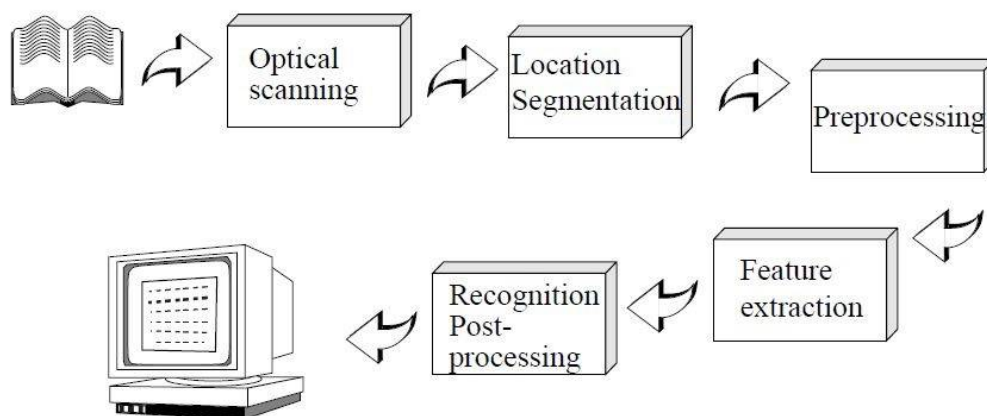 Optical
scanning
Location
Segmentation
Preprocessing
Feature
extraction
Recognition
Post-
processing